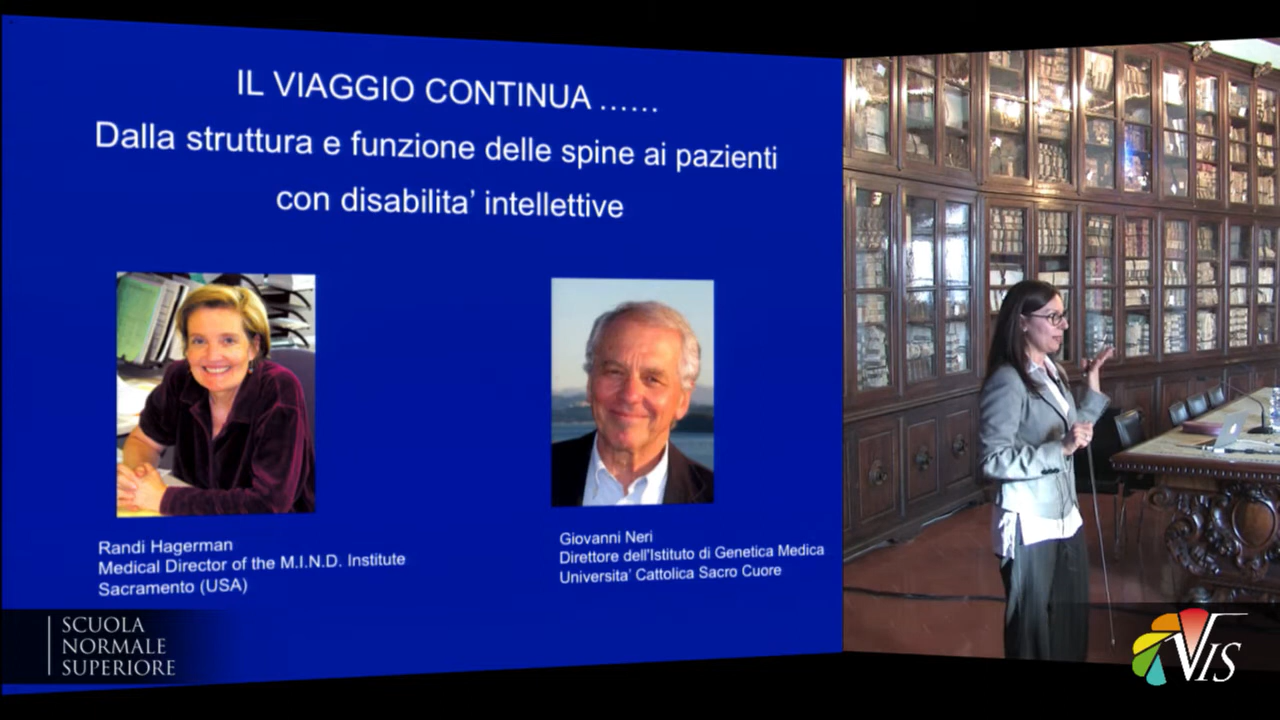 IL VIAGGIO CONTINUA ......
Dalla struttura e funzione delle spine ai pazienti
con disabilita' intellettive
Randi Hagerman
Medical Director of the M.I.N.D. Institute
Sacramento (USA)
Giovanni Neri
Direttore dell'Istituto di Genetica Medica
Universita' Cattolica Sacro Cuore
SCUOLA
NORMALE
SUPERIORE
VIS